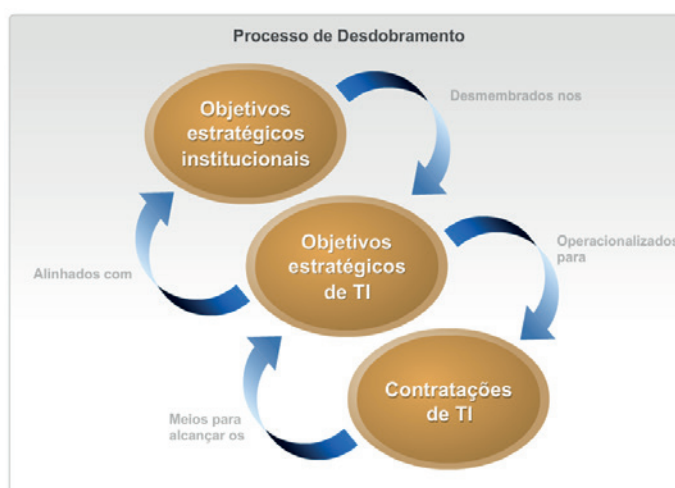 Processo de Desdobramento
Objetivos
estratégicos
institucionais
Desmembrados nos
Objetivos
estratégicos
de TI
Alinhados com
Operacionalizados
para
Contratações
de TI
Meios para
alcançar os